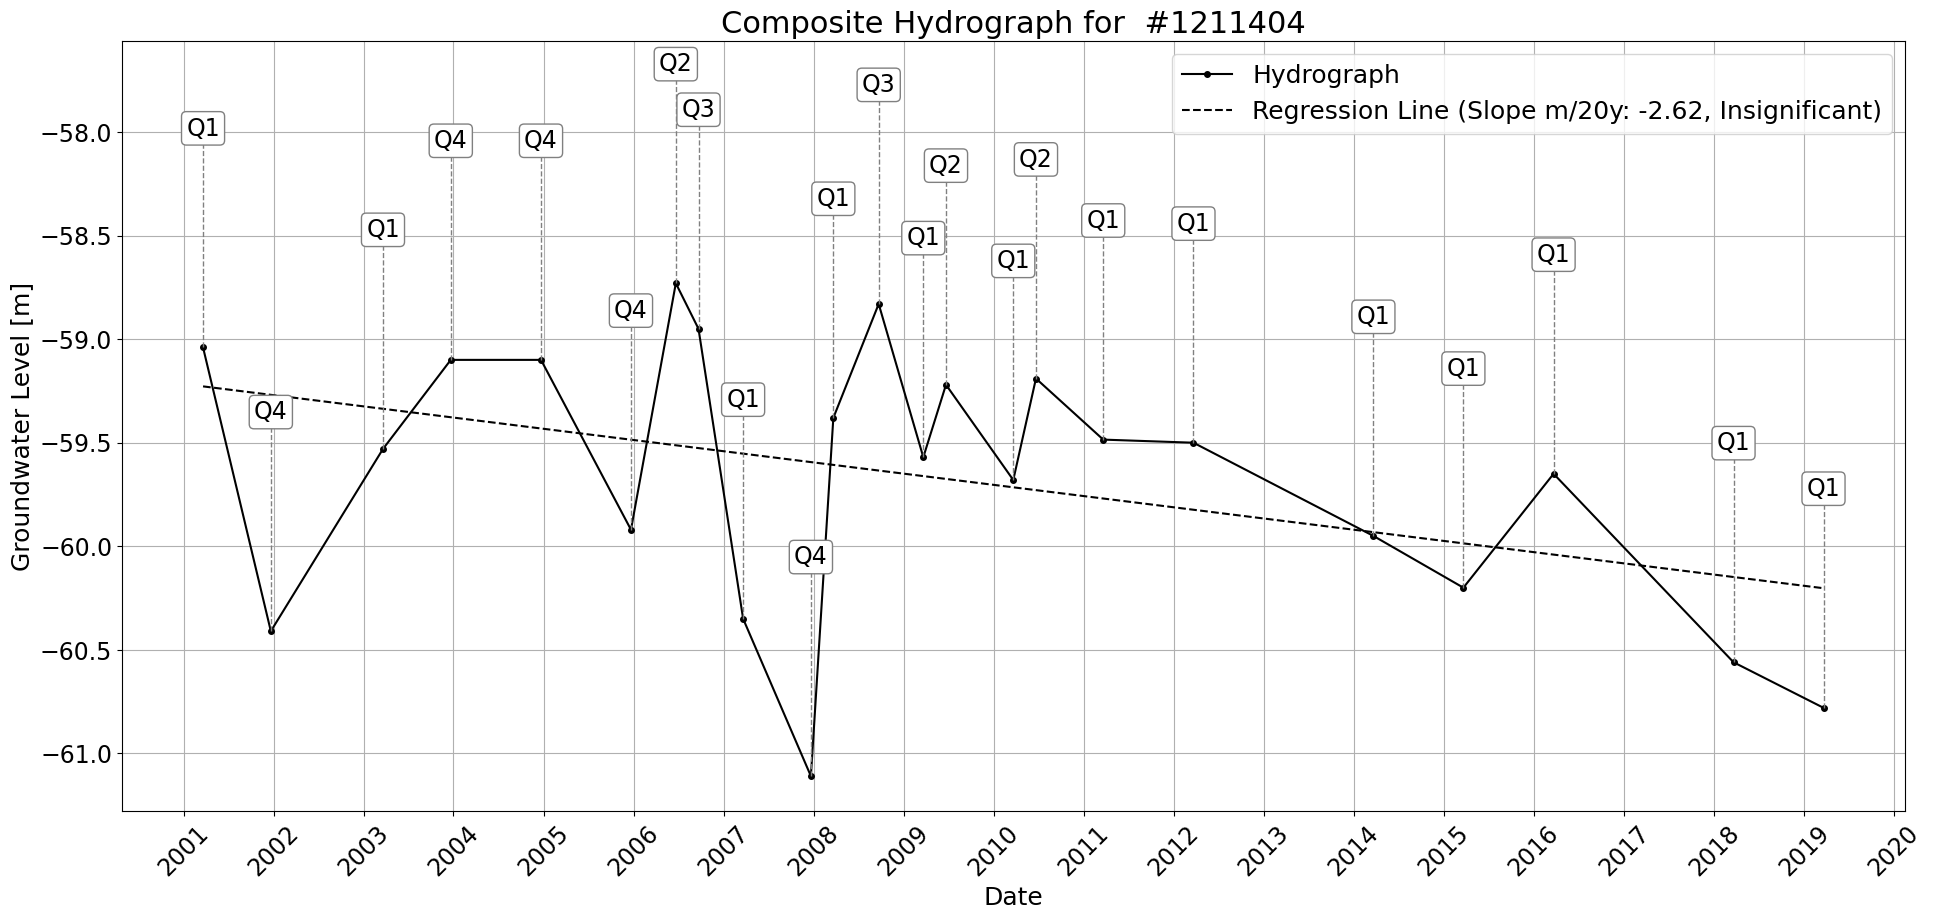 Composite Hydrograph for  #1211404
Hydrograph
Regression Line (Slope m/20y: -2.62, Insignificant)
Groundwater Level [m]
−58.0
−58.5
−59.0
−59.5
−60.0
−60.5
−61.0
Q1
Q4
Q1
Q4
Q4
Q4
Q2
Q3
Q1
Q4
Q1
Q3
Q1
Q2
Q1
Q2
Q1
Q1
Q1
Q1
Q1
Q1
Q1
2001
2002
2003
2004
2005
2006
2007
2008
2009
2010
2011
2012
2013
2014
2015
2016
2017
2018
2019
2020
Date